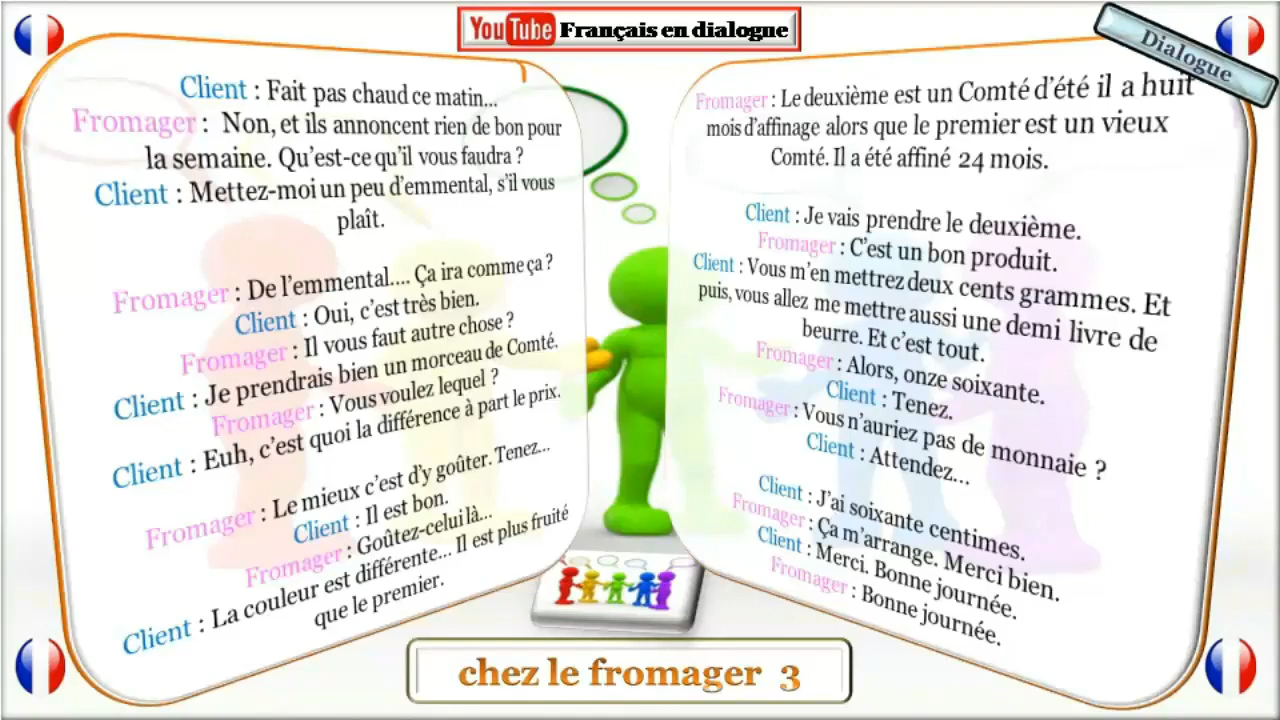 YouTube Français en dialogue
Dialogue
Client : Fait pas chaud ce matin...
Fromager : Non, et ils annoncent rien de bon pour
la semaine. Qu'est-ce qu'il vous faudra ?
Client : Mettez-moi un peu d'emmental, s'il vous
plaît.
Fromager : De l'emmental.... Ça ira comme ça ?
Client : Oui, c'est très bien.
Fromager : Il vous faut autre chose ?
Client : Je prendrais bien un morceau de Comté.
Fromager : Vous voulez lequel ?
Client : Euh, c'est quoi la différence à part le prix.
Fromager : Le mieux c'est d'y goûter. Tenez...
Client : Il est bon.
Fromager : Goûtez-celui là...
Client : La couleur est différente... Il est plus fruité
que le premier.
Fromager : Le deuxième est un Comté d'été il a huit
mois d'affinage alors que le premier est un vieux
Comté. Il a été affiné 24 mois.
Client : Je vais prendre le deuxième.
Fromager : C'est un bon produit.
Client : Vous m'en mettrez deux cents grammes. Et
puis, vous allez me mettre aussi une demi livre de
beurre. Et c'est tout.
Fromager : Alors, onze soixante.
Client : Tenez.
Fromager : Vous n'auriez pas de monnaie ?
Client : Attendez...
Client : J'ai soixante centimes.
Fromager : Ça m'arrange. Merci bien.
Client : Merci. Bonne journée.
Fromager : Bonne journée.
chez le fromager 3